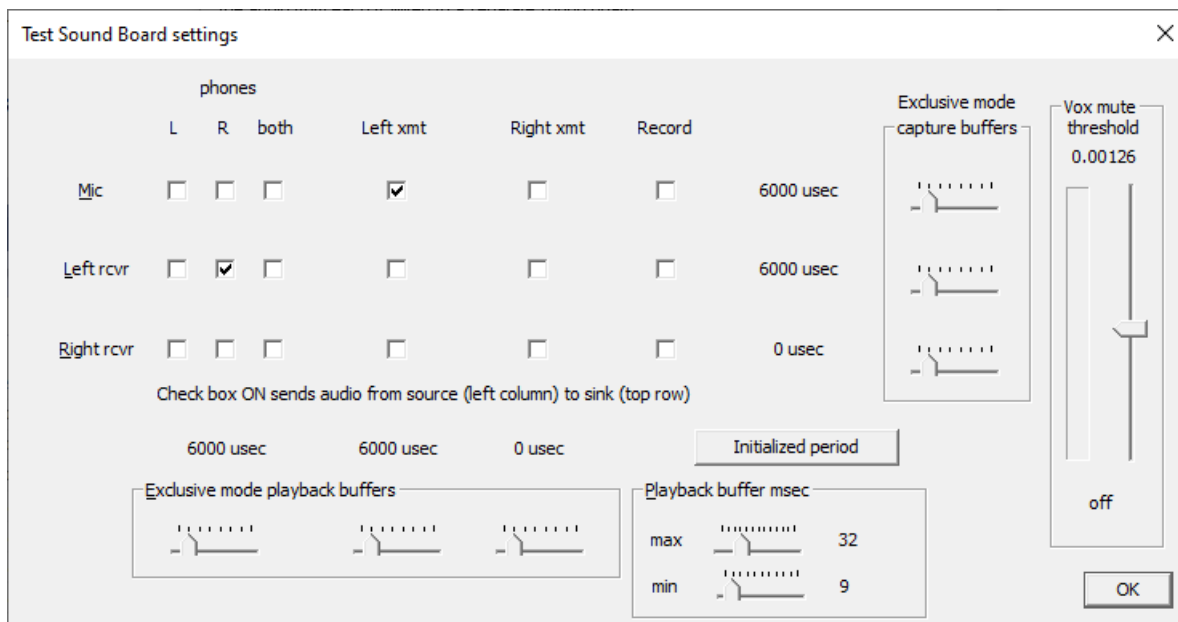 Test Sound Board settings
phones
L R both Left xmt Right xmt Record
Exclusive mode
capture buffers
Vox mute
threshold
0.00126
Mic 6000 usec
Left rcvr 6000 usec
Right rcvr 0 usec
Check box ON sends audio from source (left column) to sink (top row)
6000 usec 6000 usec 0 usec
Initialized period
off
Exclusive mode playback buffers
Playback buffer msec
max 32
min 9
OK